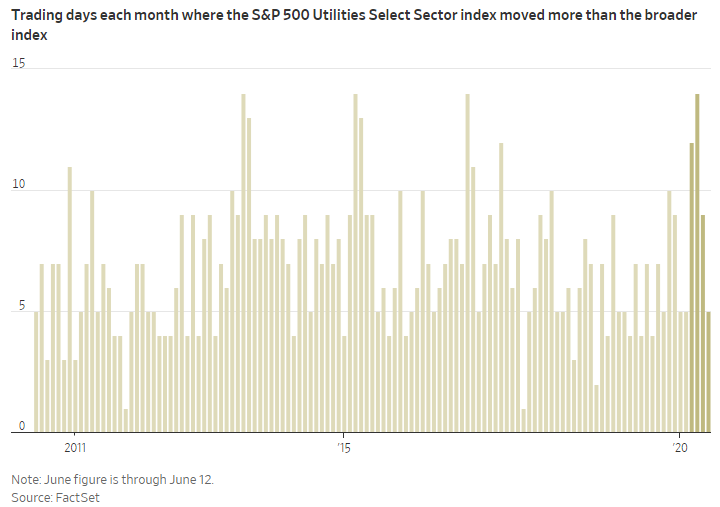 Trading days each month where the S&P 500 Utilities Select Sector index moved more than the broader
index
15
10
5
0
2011
'15
'20
Note: June figure is through June 12.
Source: FactSet